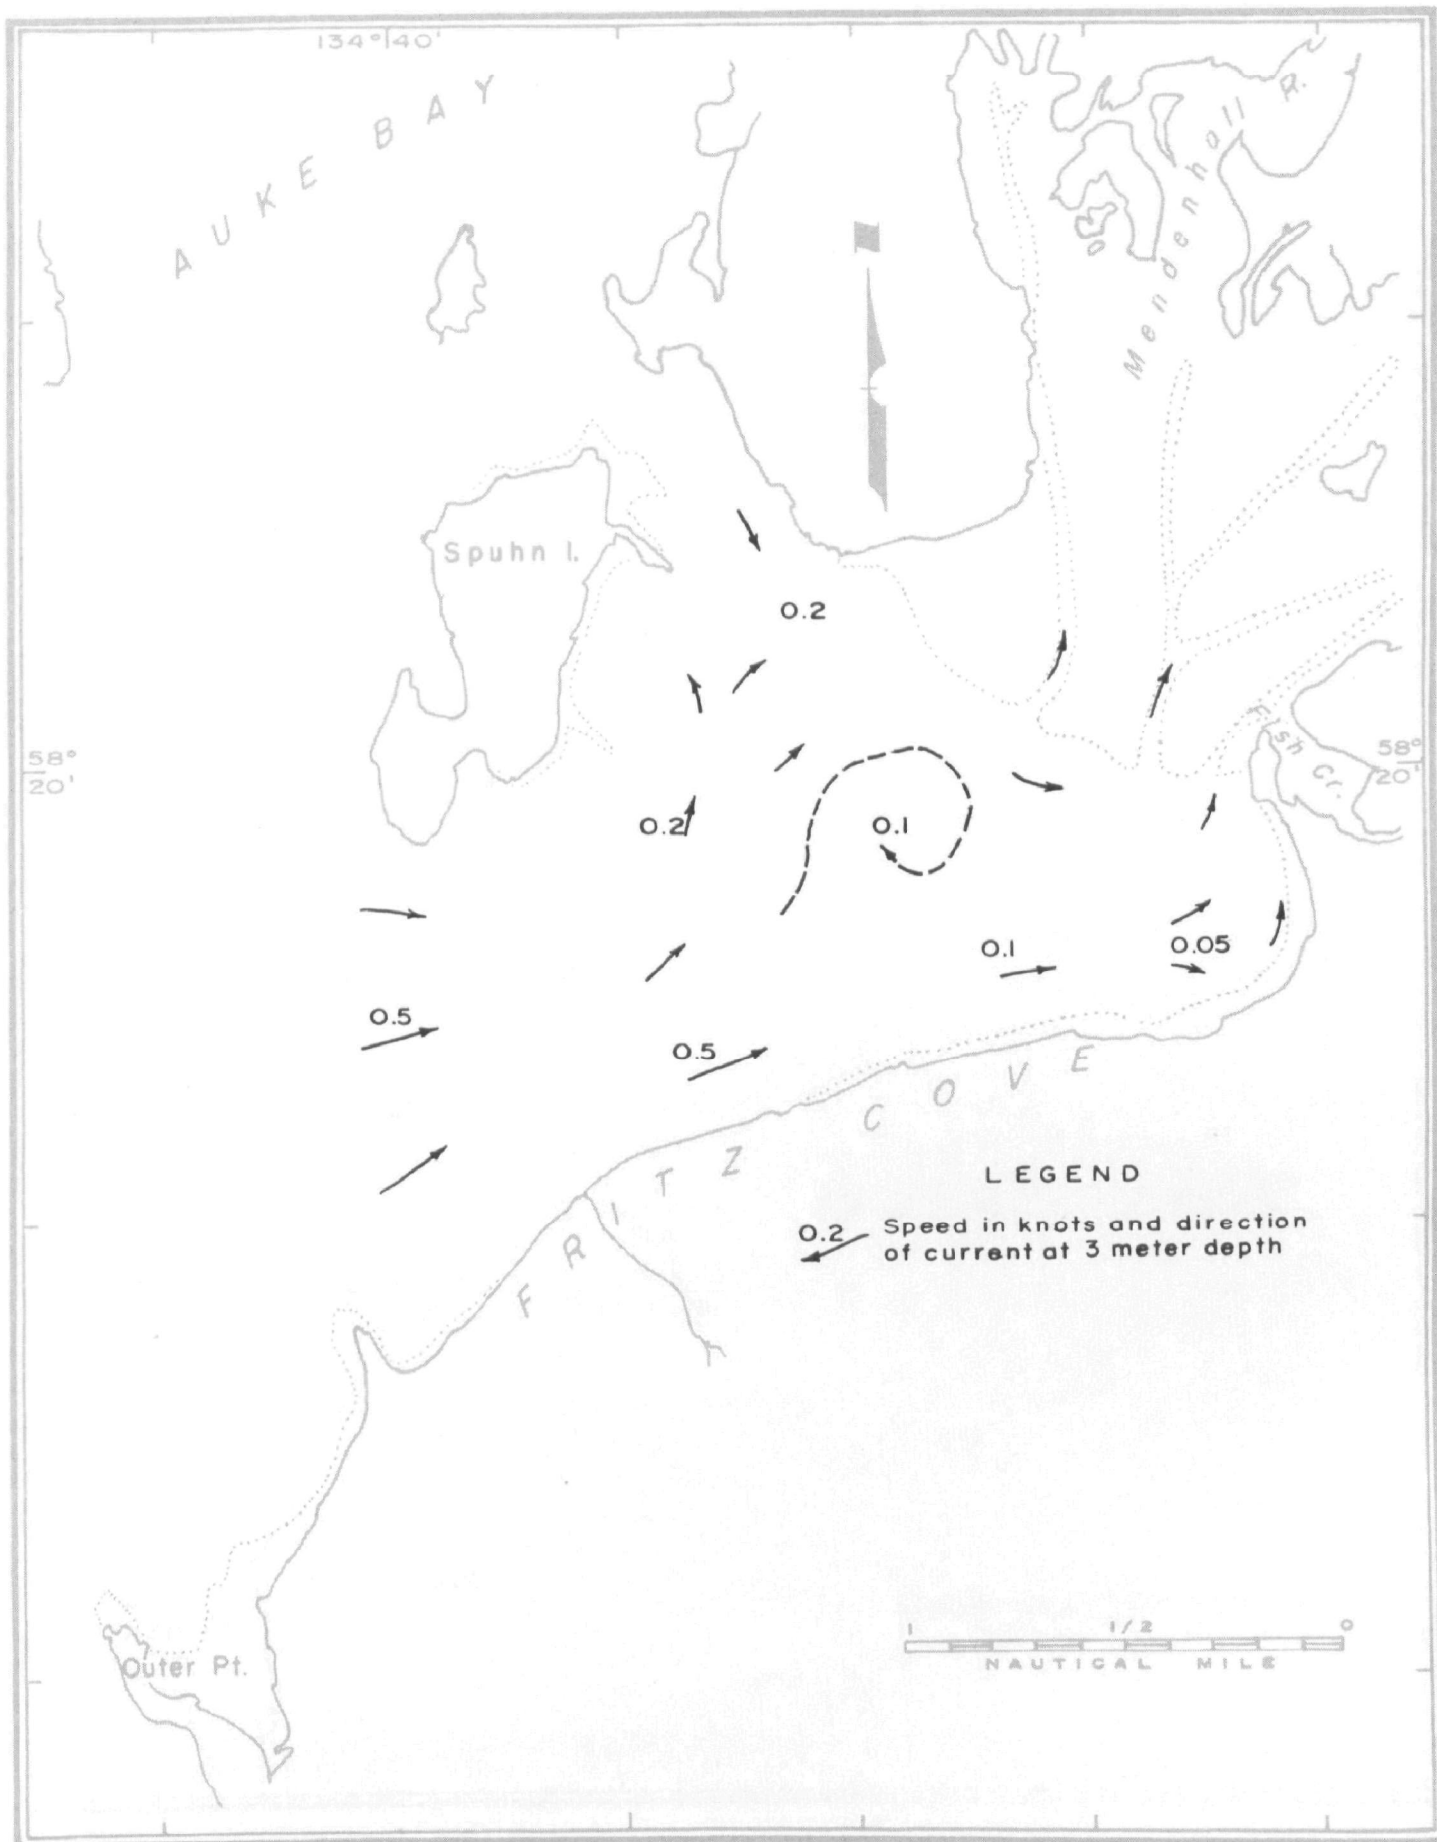 134° 40'
AUKE BAY
Mendenhall R.
N
Spuhn I.
0.2
Fish Cr.
58°
20'
58°
20'
0.2
0.1
0.1
0.05
0.5
0.5
FRITZ COVE
LEGEND
0.2 Speed in knots and direction
of current at 3 meter depth
1 1/2 0
NAUTICAL MILE
Outer Pt.